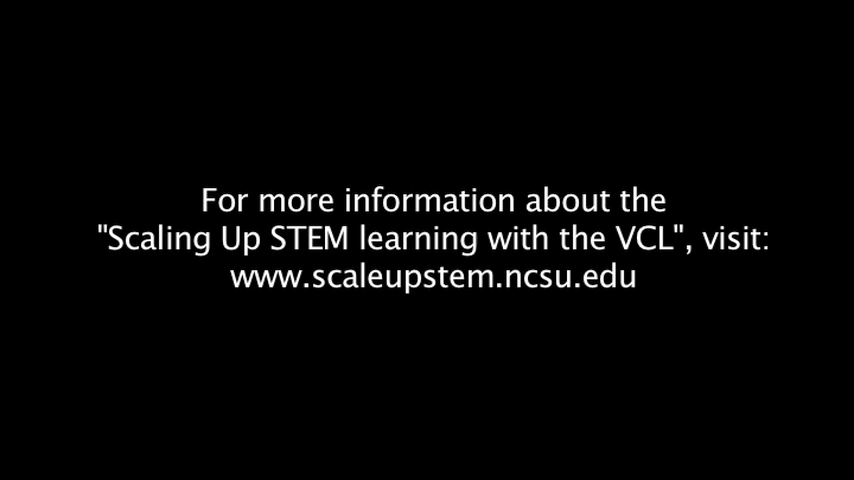 For more information about the
"Scaling Up STEM learning with the VCL", visit:
www.scaleupstem.ncsu.edu